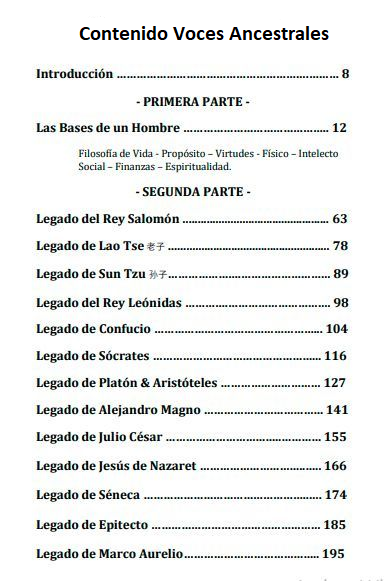 Contenido Voces Ancestrales
Introducción ……………………………………………………………… 8
- PRIMERA PARTE -
Las Bases de un Hombre ………………………………………….. 12
Filosofía de Vida - Propósito – Virtudes - Físico – Intelecto
Social – Finanzas – Espiritualidad.
- SEGUNDA PARTE -
Legado del Rey Salomón ………………………………………….. 63
Legado de Lao Tse 老子 ………………………………………………. 78
Legado de Sun Tzu 孙子……………………………………………… 89
Legado del Rey Leónidas ………………………………………… 98
Legado de Confucio ……………………………………………….. 104
Legado de Sócrates ……………………………………………….. 116
Legado de Platón & Aristóteles ………………………… 127
Legado de Alejandro Magno ……………………………… 141
Legado de Julio César ………………………………………… 155
Legado de Jesús de Nazaret ……………………………….. 166
Legado de Séneca ……………………………………………… 174
Legado de Epitecto …………………………………………… 185
Legado de Marco Aurelio…………………………………….. 195